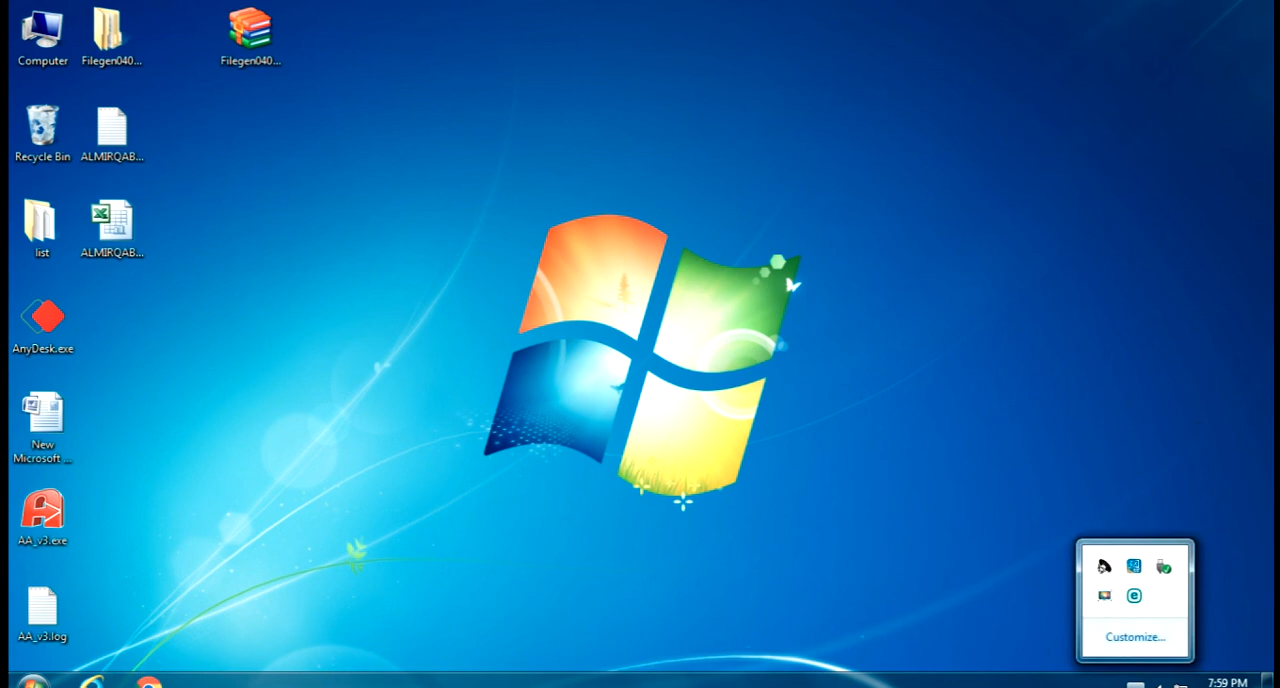 Computer
Filegen040...
Filegen040...
Recycle Bin
ALMIRQAB...
list
ALMIRQAB...
AnyDesk.exe
New
Microsoft ...
AA_v3.exe
AA_v3.log
Customize...
7:59 PM